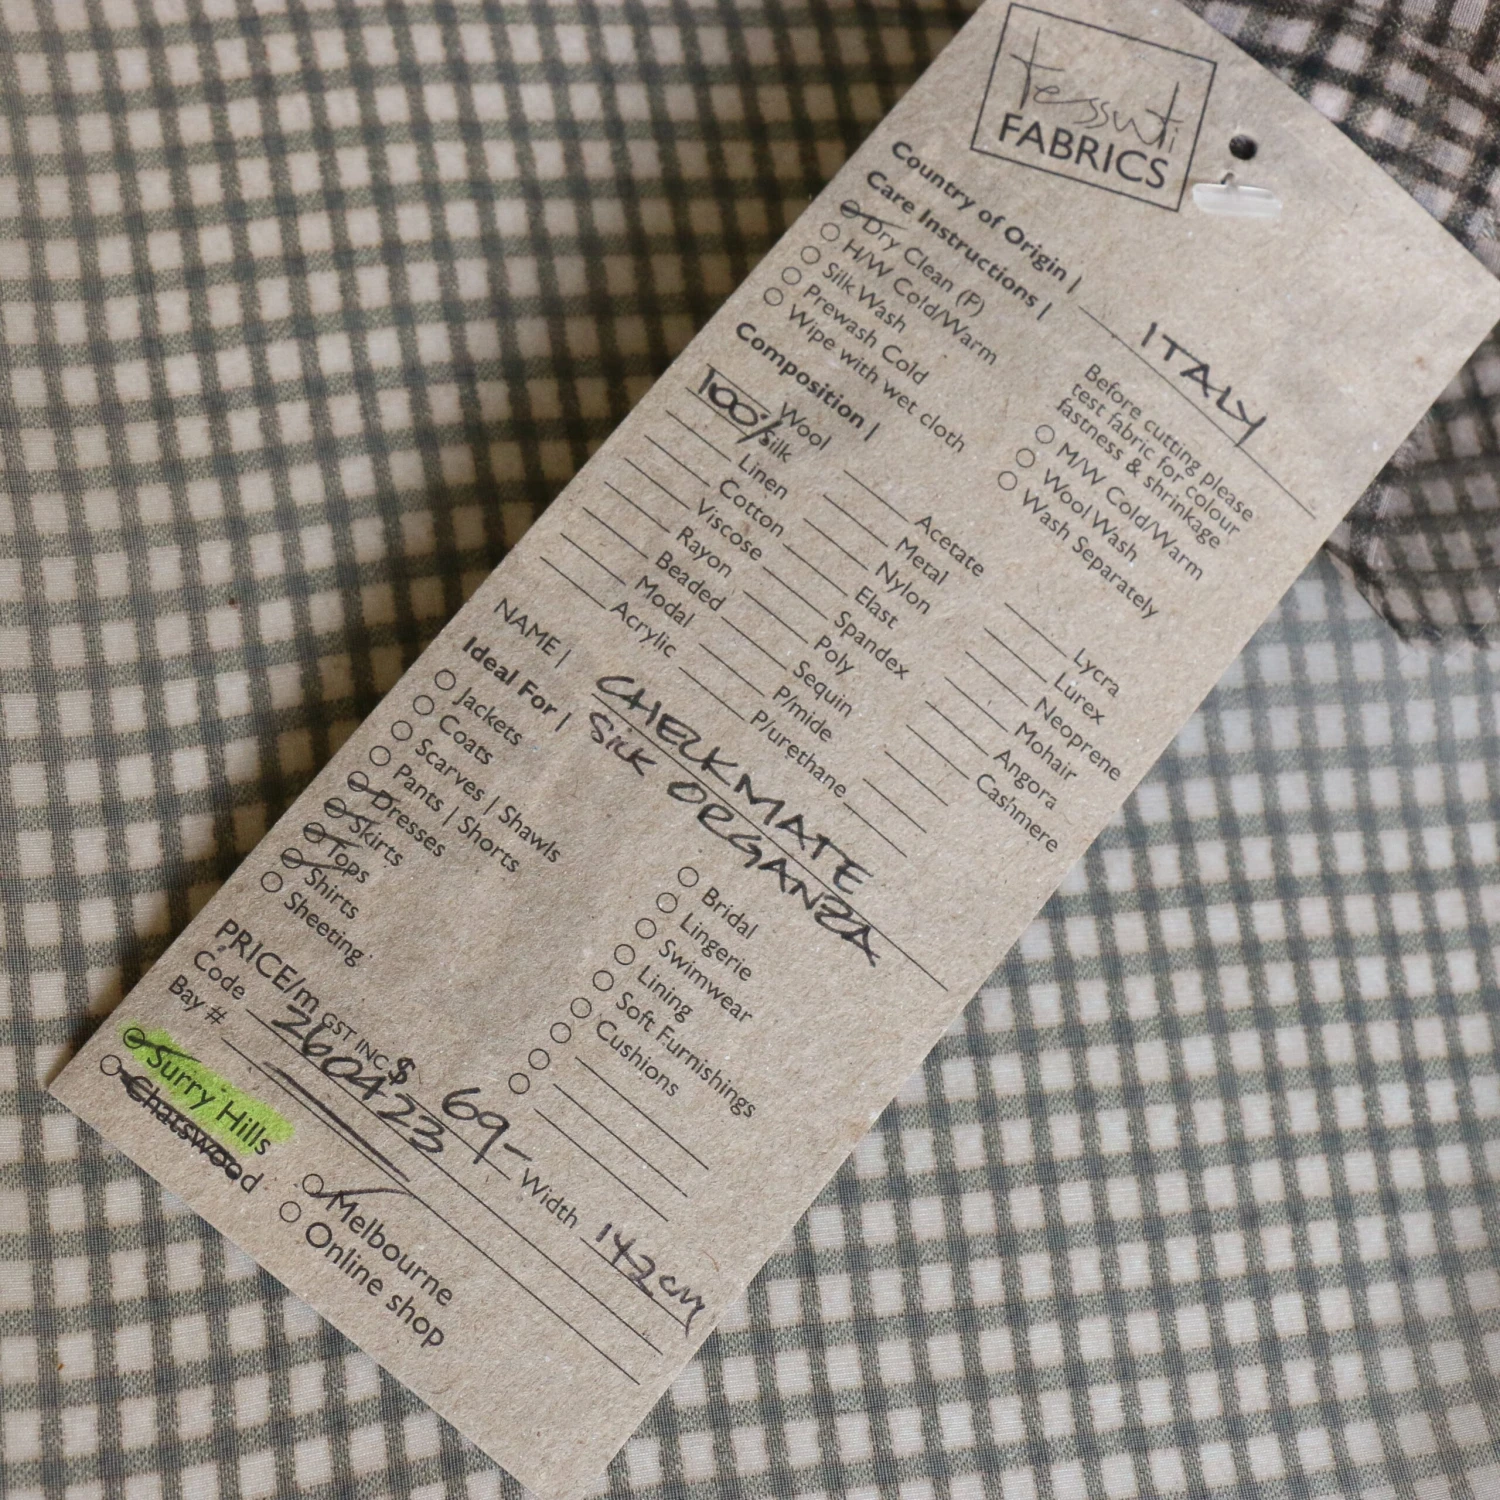 tessuti
FABRICS
Country of Origin | ITALY
Care Instructions |
Dry Clean (P)
H/W Cold/Warm
Silk Wash
Prewash Cold
Wipe with wet cloth
Before cutting please
test fabric for colour
fastness & shrinkage
M/W Cold/Warm
Wool Wash
Wash Separately
Composition |
Wool
100% Silk
Linen
Cotton
Viscose
Rayon
Beaded
Modal
Acrylic
Acetate
Metal
Nylon
Elast
Spandex
Poly
Sequin
P/mide
P/urethane
Lycra
Lurex
Neoprene
Mohair
Angora
Cashmere
NAME | CHECKMATE
SILK ORGANZA
Ideal For |
Jackets
Coats
Scarves | Shawls
Pants | Shorts
Dresses
Skirts
Tops
Shirts
Sheeting
Bridal
Lingerie
Swimwear
Lining
Soft Furnishings
Cushions
PRICE/m GST INC $ 69- Width 142cm
Code 260423
Bay #
Surry Hills
Chatswood
Melbourne
Online shop